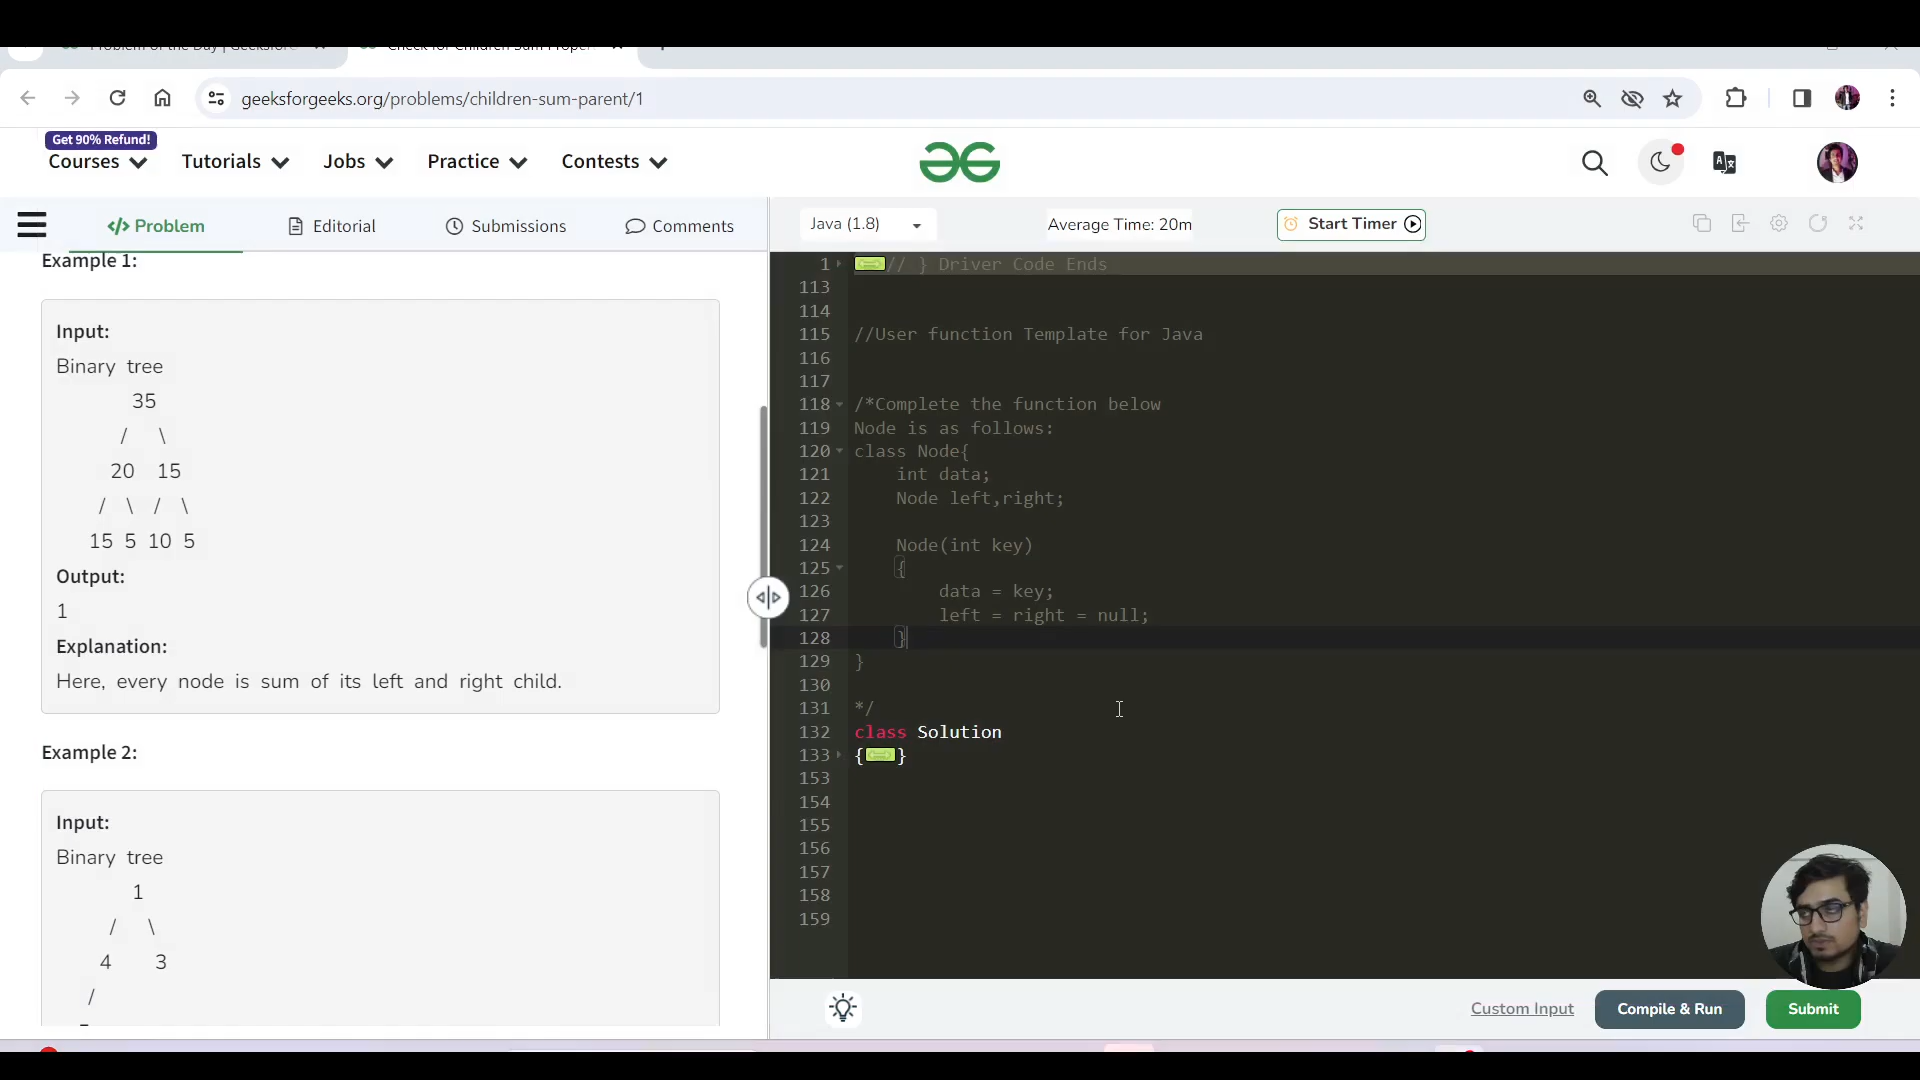 geeksforgeeks.org/problems/children-sum-parent/1
Get 90% Refund!
Courses Tutorials Jobs Practice Contests
Problem Editorial Submissions Comments
Java (1.8) Average Time: 20m Start Timer
Example 1:
Input:
Binary tree
35
/ \
20 15
/ \ / \
15 5 10 5
Output:
1
Explanation:
Here, every node is sum of its left and right child.
Example 2:
Input:
Binary tree
1
/ \
4 3
/
1 // } Driver Code Ends
113
114
115 //User function Template for Java
116
117
118 /*Complete the function below
119 Node is as follows:
120 class Node{
121 int data;
122 Node left,right;
123
124 Node(int key)
125 {
126 data = key;
127 left = right = null;
128 }
129 }
130
131 */
132 class Solution
133 { }
153
154
155
156
157
158
159
Custom Input Compile & Run Submit